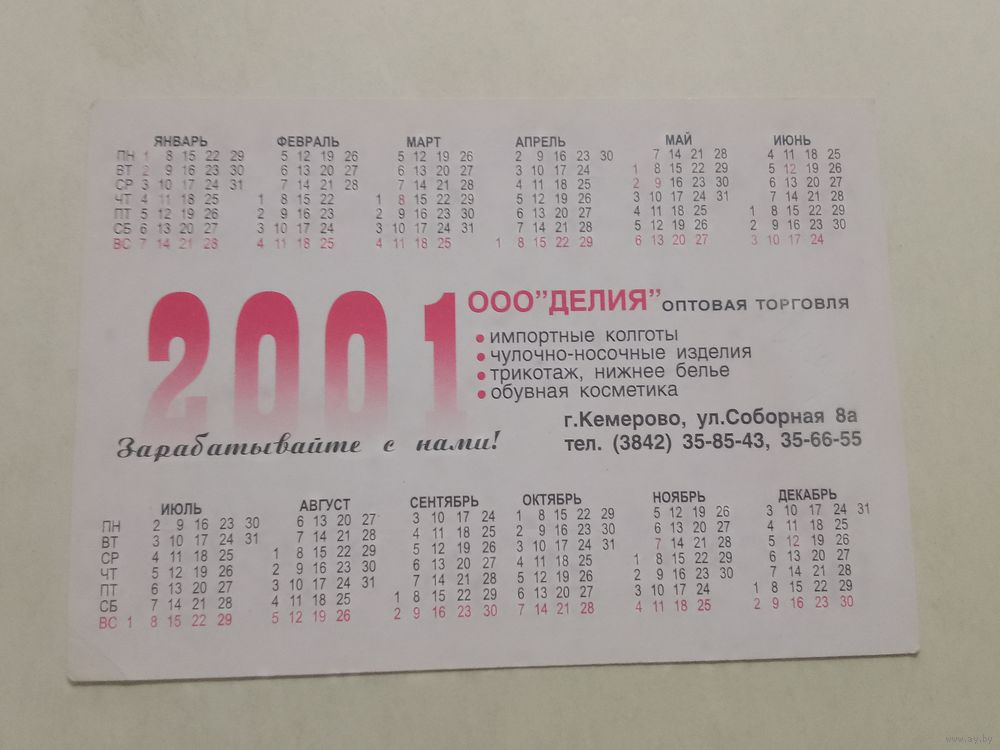 ЯНВАРЬ ФЕВРАЛЬ МАРТ АПРЕЛЬ МАЙ ИЮНЬ
ПН 1 8 15 22 29 5 12 19 26 5 12 19 26 2 9 16 23 30 7 14 21 28 4 11 18 25
ВТ 2 9 16 23 30 6 13 20 27 6 13 20 27 3 10 17 24 1 8 15 22 29 5 12 19 26
СР 3 10 17 24 31 7 14 21 28 7 14 21 28 4 11 18 25 2 9 16 23 30 6 13 20 27
ЧТ 4 11 18 25 1 8 15 22 1 8 15 22 29 5 12 19 26 3 10 17 24 31 7 14 21 28
ПТ 5 12 19 26 2 9 16 23 2 9 16 23 30 6 13 20 27 4 11 18 25 1 8 15 22 29
СБ 6 13 20 27 3 10 17 24 3 10 17 24 31 7 14 21 28 5 12 19 26 2 9 16 23 30
ВС 7 14 21 28 4 11 18 25 4 11 18 25 1 8 15 22 29 6 13 20 27 3 10 17 24
2001
ООО"ДЕЛИЯ" ОПТОВАЯ ТОРГОВЛЯ
• ИМПОРТНЫЕ КОЛГОТЫ
• ЧУЛОЧНО-НОСОЧНЫЕ ИЗДЕЛИЯ
• ТРИКОТАЖ, НИЖНЕЕ БЕЛЬЕ
• ОБУВНАЯ КОСМЕТИКА
Зарабатывайте с нами!
г.Кемерово, ул.Соборная 8а
тел. (3842) 35-85-43, 35-66-55
ИЮЛЬ АВГУСТ СЕНТЯБРЬ ОКТЯБРЬ НОЯБРЬ ДЕКАБРЬ
ПН 2 9 16 23 30 6 13 20 27 3 10 17 24 1 8 15 22 29 5 12 19 26 3 10 17 24 31
ВТ 3 10 17 24 31 7 14 21 28 4 11 18 25 2 9 16 23 30 6 13 20 27 4 11 18 25
СР 4 11 18 25 1 8 15 22 29 5 12 19 26 3 10 17 24 31 7 14 21 28 5 12 19 26
ЧТ 5 12 19 26 2 9 16 23 30 6 13 20 27 4 11 18 25 1 8 15 22 29 6 13 20 27
ПТ 6 13 20 27 3 10 17 24 31 7 14 21 28 5 12 19 26 2 9 16 23 30 7 14 21 28
СБ 7 14 21 28 4 11 18 25 1 8 15 22 29 6 13 20 27 3 10 17 24 1 8 15 22 29
ВС 1 8 15 22 29 5 12 19 26 2 9 16 23 30 7 14 21 28 4 11 18 25 2 9 16 23 30
www.ay.by